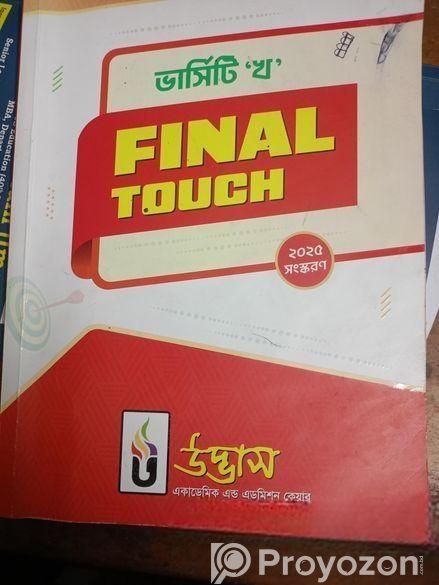 ভার্সিটি ‘খ’
FINAL
TOUCH
২০২৫
সংস্করণ
উদ্ভাস
একাডেমিক এন্ড এডমিশন কেয়ার
Proyozon